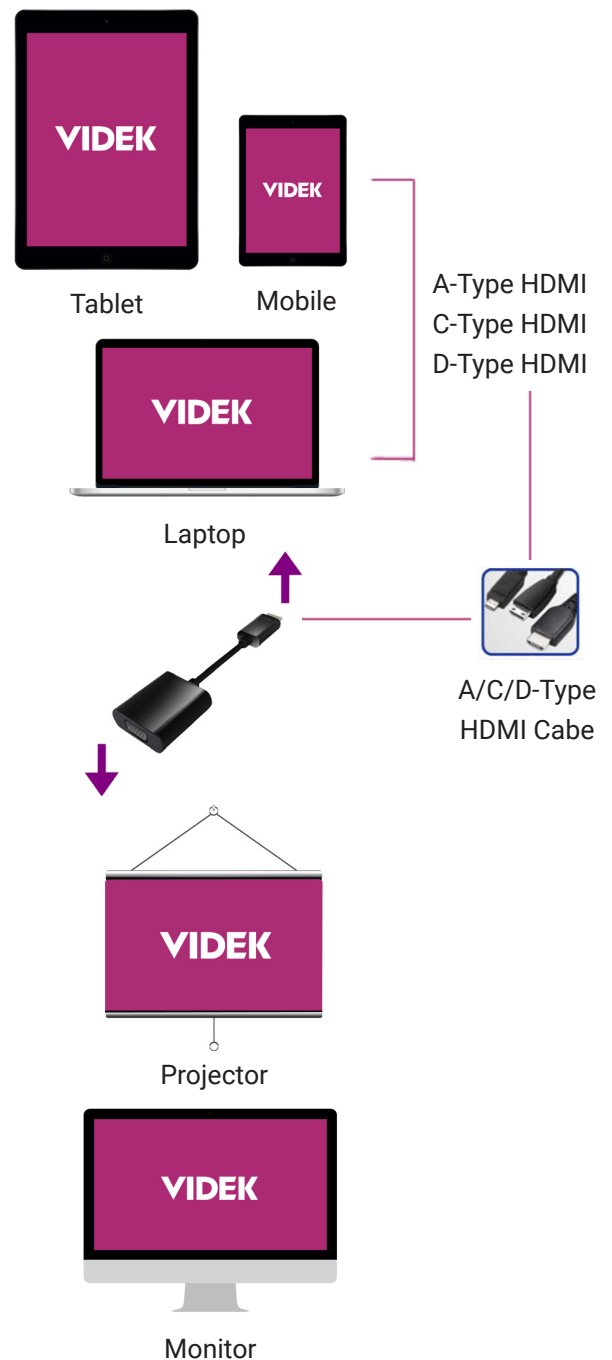 VIDEK
VIDEK
Tablet
Mobile
A-Type HDMI
C-Type HDMI
D-Type HDMI
VIDEK
Laptop
A/C/D-Type
HDMI Cabe
VIDEK
Projector
VIDEK
Monitor